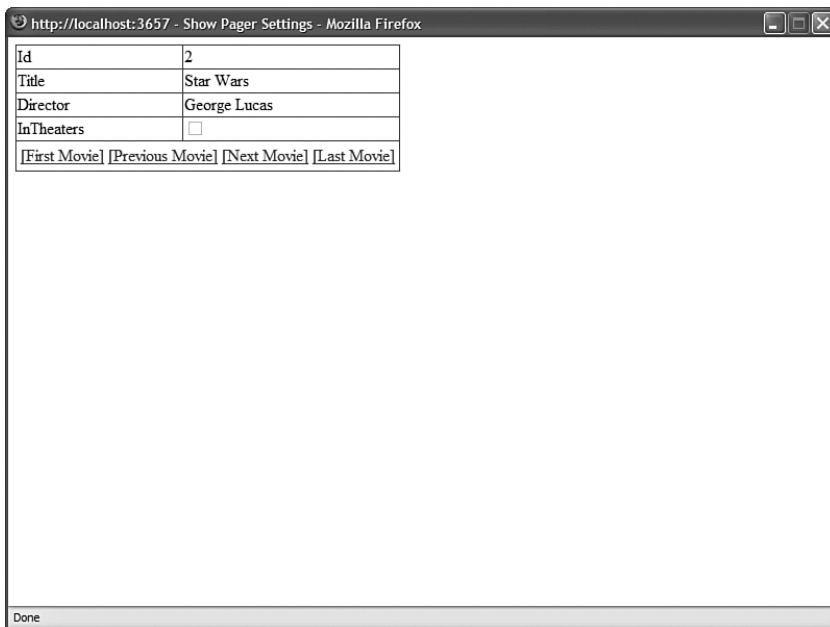 http://localhost:3657 - Show Pager Settings - Mozilla Firefox
Id 2
Title Star Wars
Director George Lucas
InTheaters
[First Movie] [Previous Movie] [Next Movie] [Last Movie]
Done